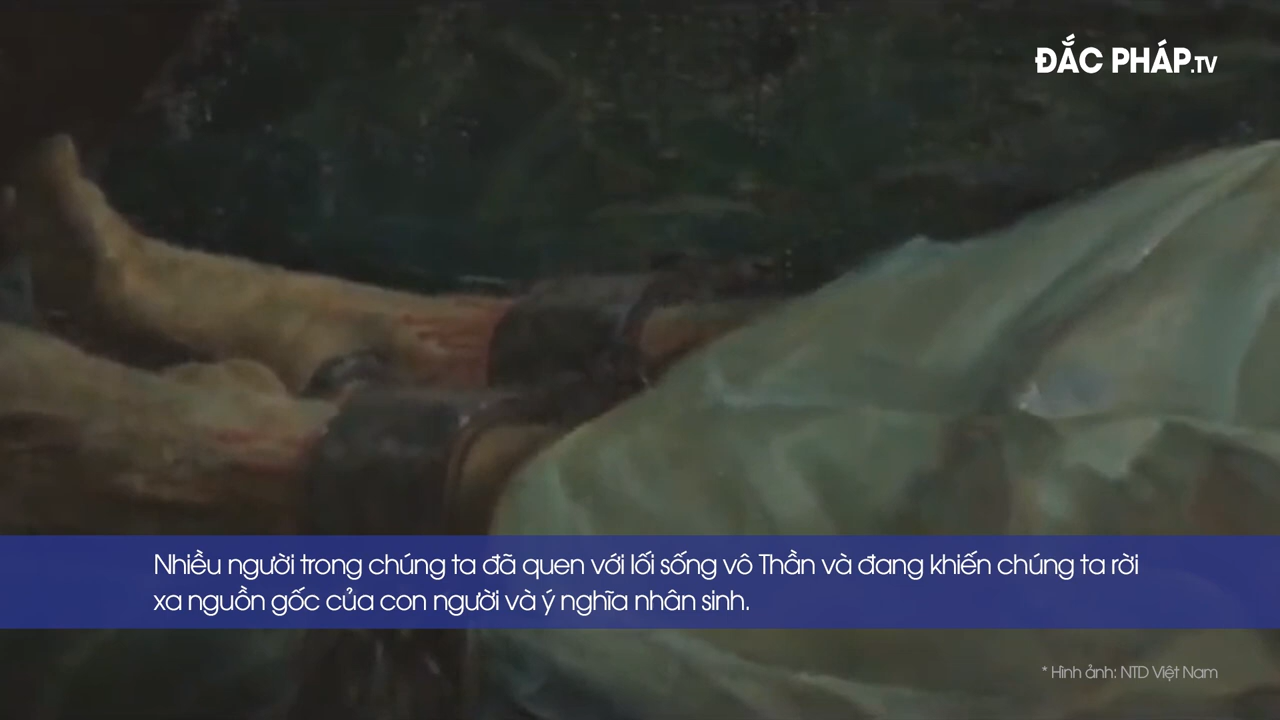 ĐẮC PHÁP.TV
Nhiều người trong chúng ta đã quen với lối sống vô Thần và đang khiến chúng ta rời
xa nguồn gốc của con người và ý nghĩa nhân sinh.
* Hình ảnh: NTD Việt Nam